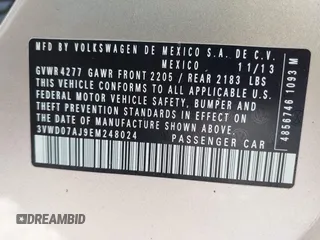 MFD BY VOLKSWAGEN DE MEXICO S.A. DE C.V.
MEXICO 11/13
GVWR4277 GAWR FRONT 2205 / REAR 2183 LBS
THIS VEHICLE CONFORMS TO ALL APPLICABLE
FEDERAL MOTOR VEHICLE SAFETY, BUMPER, AND
THEFT PREVENTION STANDARDS IN EFFECT ON THE
DATE OF MANUFACTURE SHOWN ABOVE
3VWD07AJ9EM248024 PASSENGER CAR
4856746 1093 M
DREAMBID